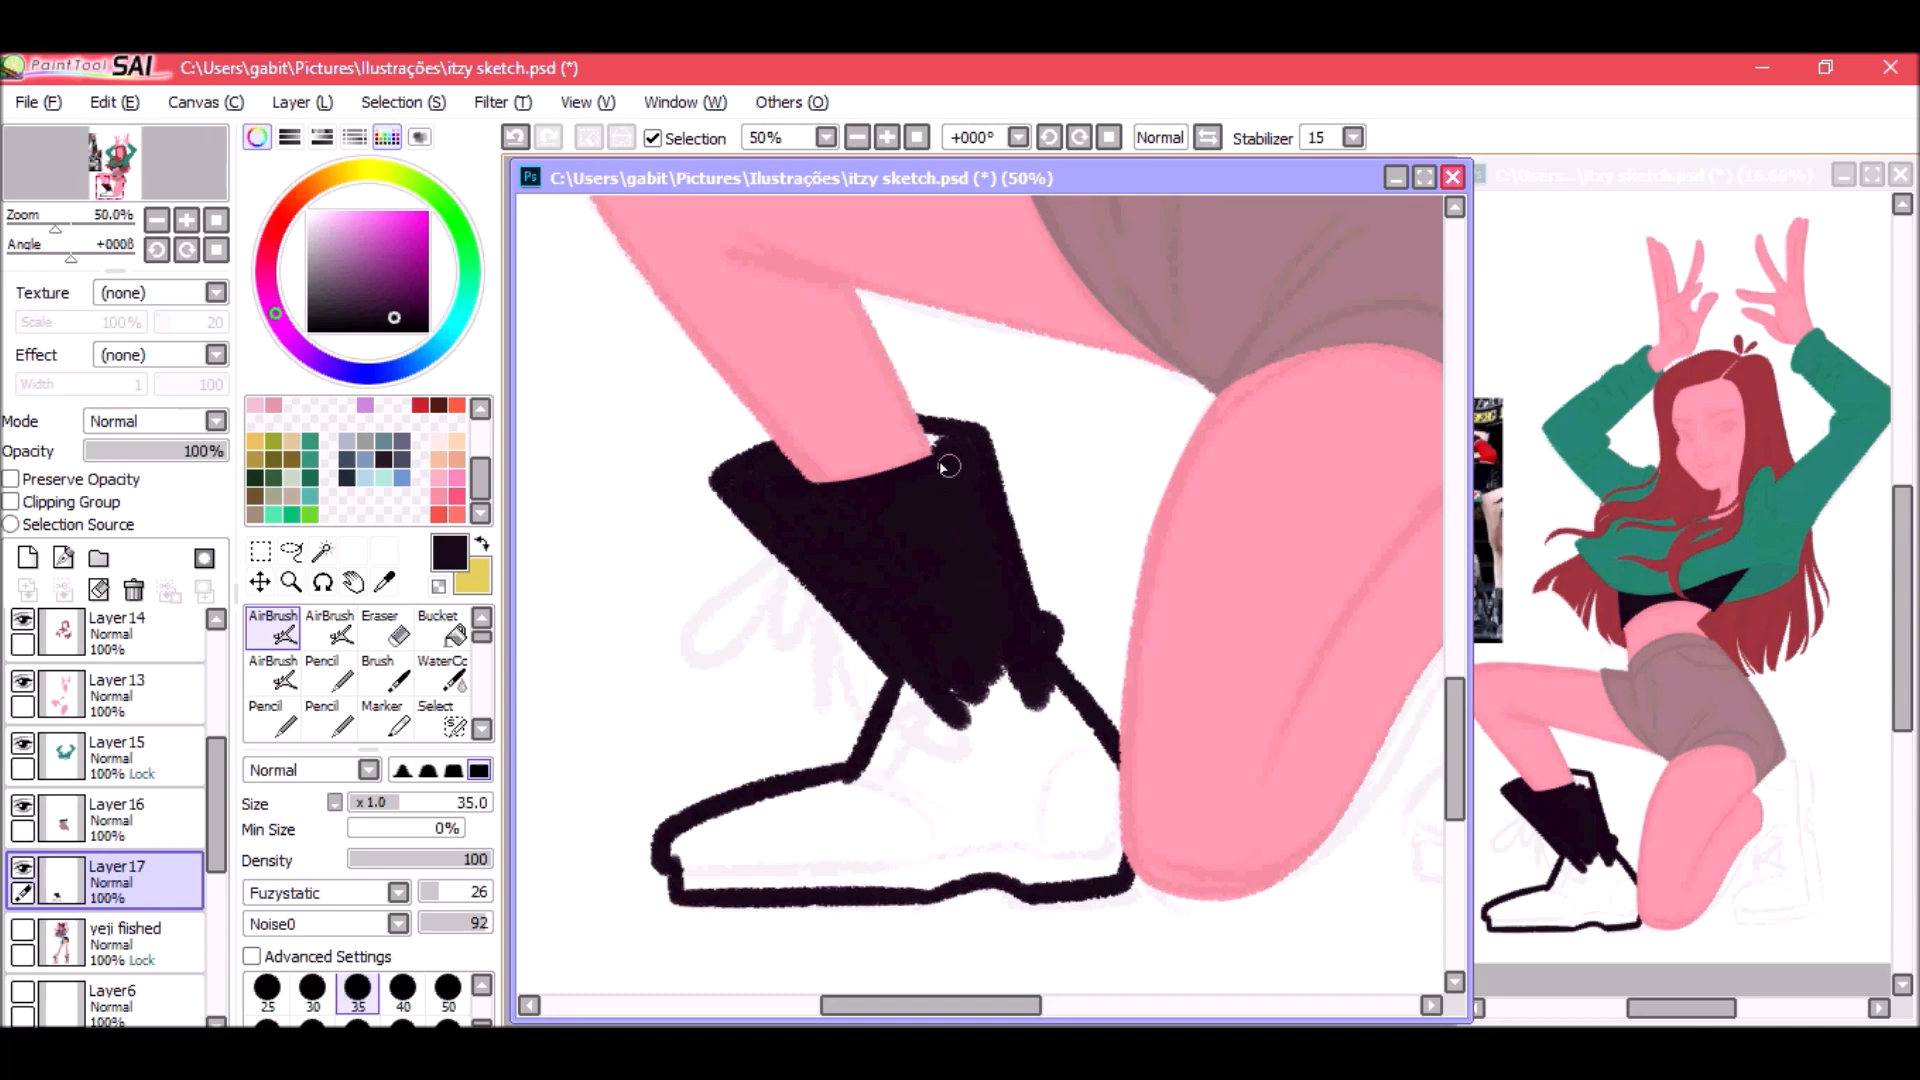 PaintTool SAI C:\Users\gabit\Pictures\Ilustrações\itzy sketch.psd (*)
File (F) Edit (E) Canvas (C) Layer (L) Selection (S) Filter (T) View (V) Window (W) Others (O)
Selection 50% +000° Normal Stabilizer 15
Ps C:\Users\gabit\Pictures\Ilustrações\itzy sketch.psd (*) (50%)
C:\Users...\itzy sketch.psd (*) (16.66%)
Zoom 50.0%
Angle +000ß
Texture (none)
Scale 100% 20
Effect (none)
Width 1 100
Mode Normal
Opacity 100%
Preserve Opacity
Clipping Group
Selection Source
Layer14
Normal
100%
Layer13
Normal
100%
Layer15
Normal
100% Lock
Layer16
Normal
100%
Layer17
Normal
100%
yeji fiished
Normal
100% Lock
Layer6
Normal
100%
AirBrush AirBrush Eraser Bucket
AirBrush Pencil Brush WaterCc
Pencil Pencil Marker Select
Normal
Size x 1.0 35.0
Min Size 0%
Density 100
Fuzystatic 26
Noise0 92
Advanced Settings
25 30 35 40 50